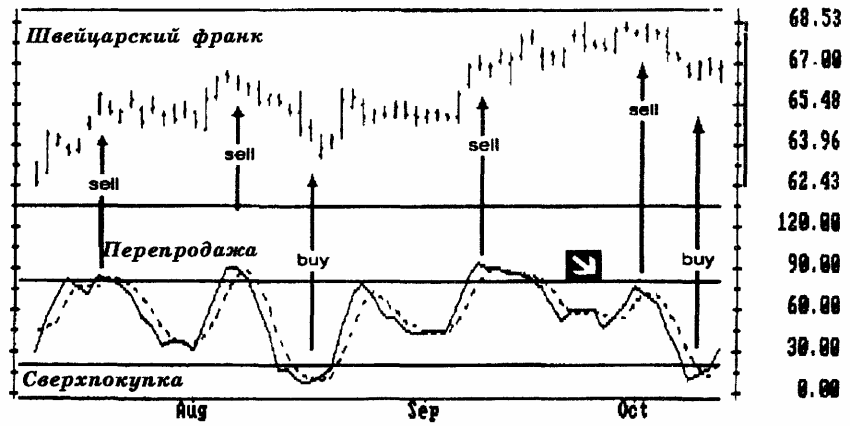 Швейцарский франк
68.53
67.00
65.48
63.96
62.43
sell
sell
sell
sell
buy
buy
Перепродажа
120.00
90.00
60.00
30.00
0.00
Сверхпокупка
Aug
Sep
Oct